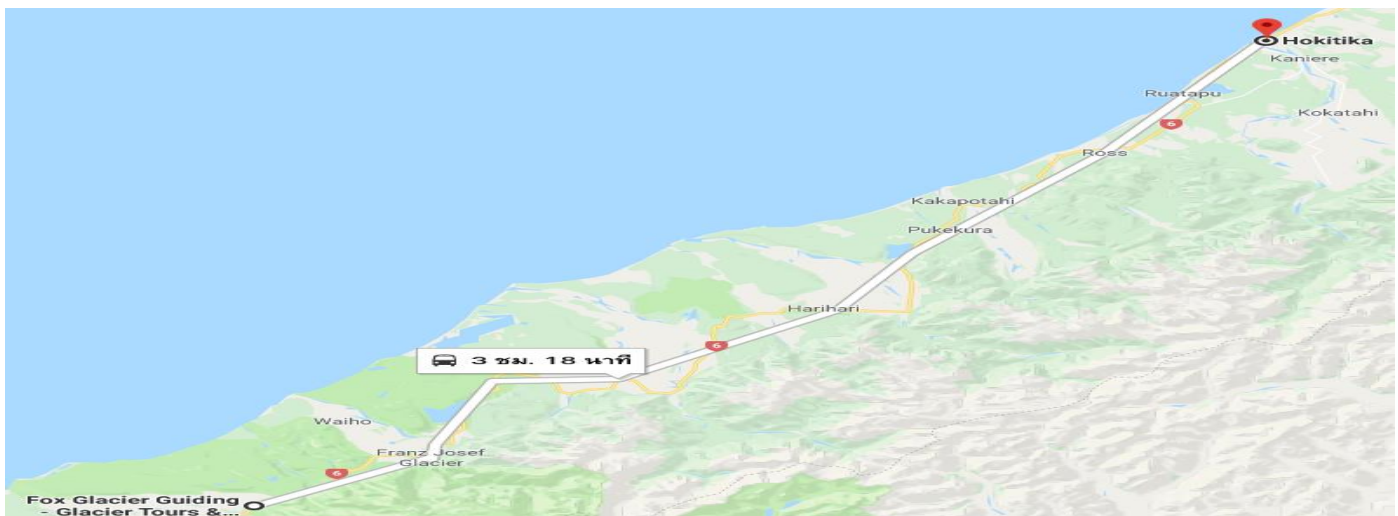 Hokitika
Kaniere
Ruatapu
Kokatahi
6
Ross
Kakapotahi
Pukekura
Harihari
6
3 ชม. 18 นาที
Waiho
Franz Josef
Glacier
6
Fox Glacier Guiding
- Glacier Tours &...